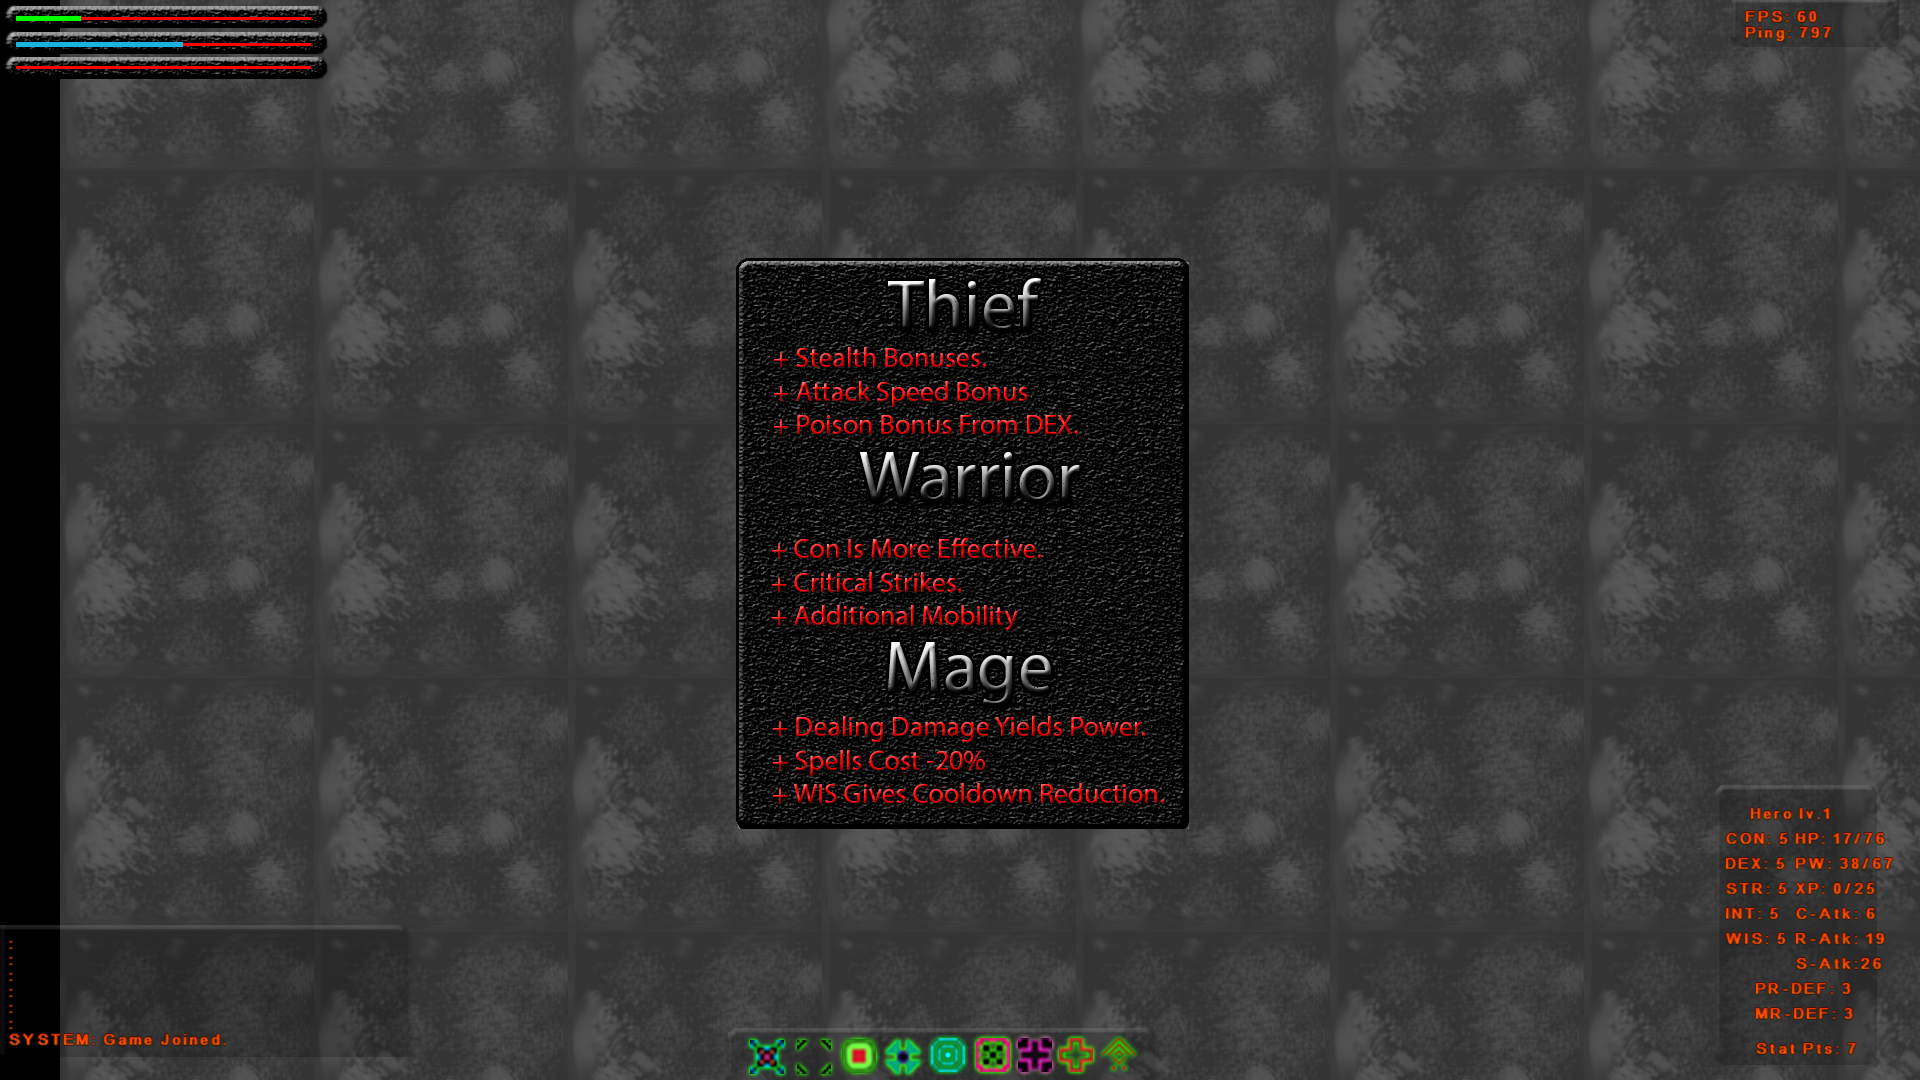 FPS: 60
Ping: 797
Thief
+ Stealth Bonuses.
+ Attack Speed Bonus
+ Poison Bonus From DEX.
Warrior
+ Con Is More Effective.
+ Critical Strikes.
+ Additional Mobility
Mage
+ Dealing Damage Yields Power.
+ Spells Cost -20%
+ WIS Gives Cooldown Reduction.
Hero lv.1
CON: 5 HP: 17/76
DEX: 5 PW: 38/67
STR: 5 XP: 0/25
INT: 5 C-Atk: 6
WIS: 5 R-Atk: 19
S-Atk:26
PR-DEF: 3
MR-DEF: 3
Stat Pts: 7
SYSTEM: Game Joined.